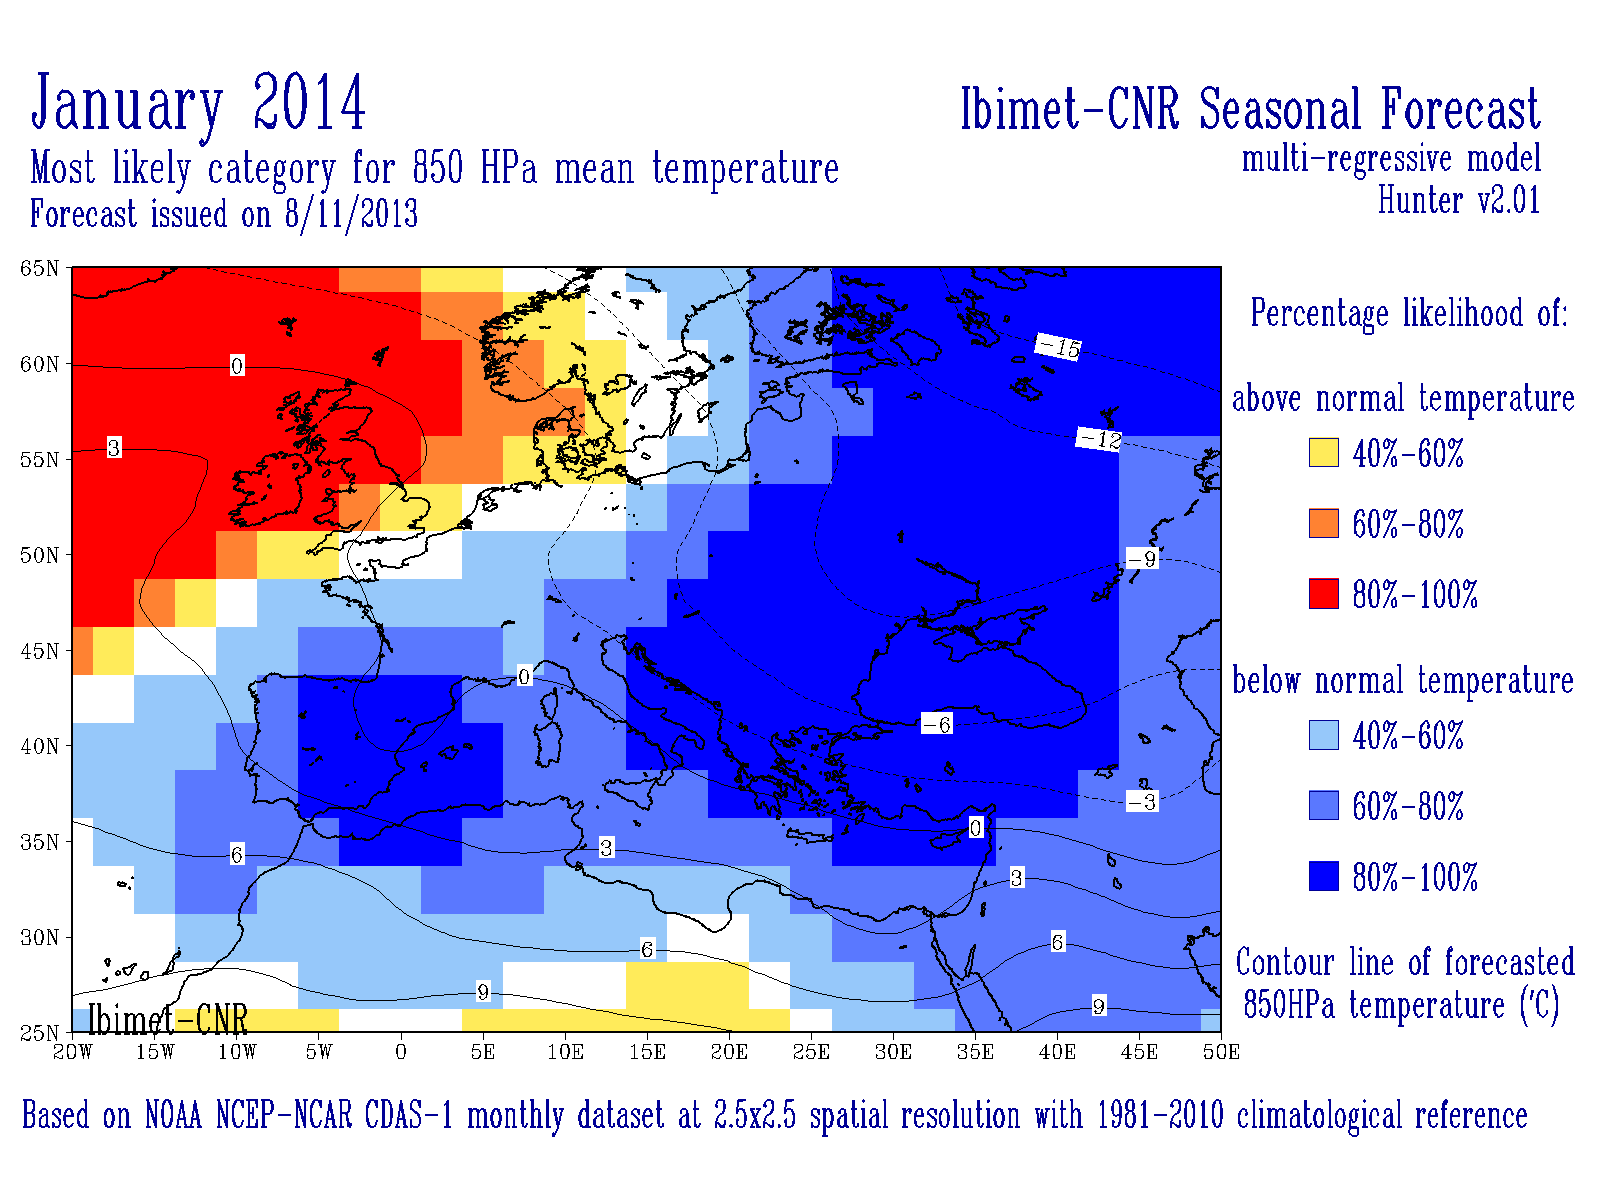 January 2014
Most likely category for 850 HPa mean temperature
Forecast issued on 8/11/2013
Ibimet-CNR Seasonal Forecast
multi-regressive model
Hunter v2.01
65N
60N
55N
50N
45N
40N
35N
30N
25N
0
3
-15
-12
-9
0
-6
-3
0
6
3
3
6
6
9
9
Ibimet-CNR
20W 15W 10W 5W 0 5E 10E 15E 20E 25E 30E 35E 40E 45E 50E
Percentage likelihood of:
above normal temperature
40%-60%
60%-80%
80%-100%
below normal temperature
40%-60%
60%-80%
80%-100%
Contour line of forecasted
850HPa temperature ('C)
Based on NOAA NCEP-NCAR CDAS-1 monthly dataset at 2.5x2.5 spatial resolution with 1981-2010 climatological reference